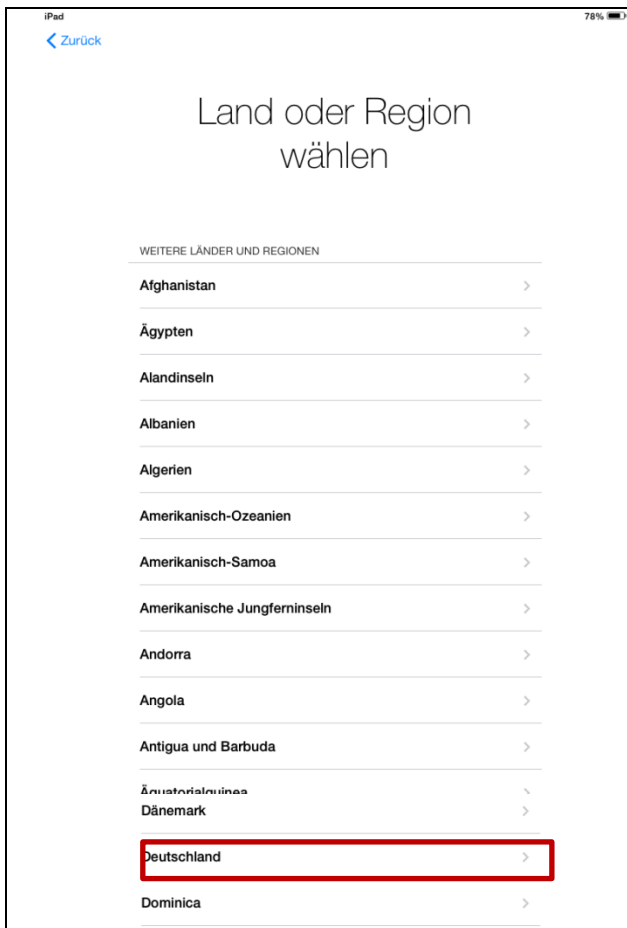 iPad
78%
Zurück
Land oder Region
wählen
WEITERE LÄNDER UND REGIONEN
Afghanistan
Ägypten
Alandinseln
Albanien
Algerien
Amerikanisch-Ozeanien
Amerikanisch-Samoa
Amerikanische Jungferninseln
Andorra
Angola
Antigua und Barbuda
Äquatorialguinea
Dänemark
Deutschland
Dominica